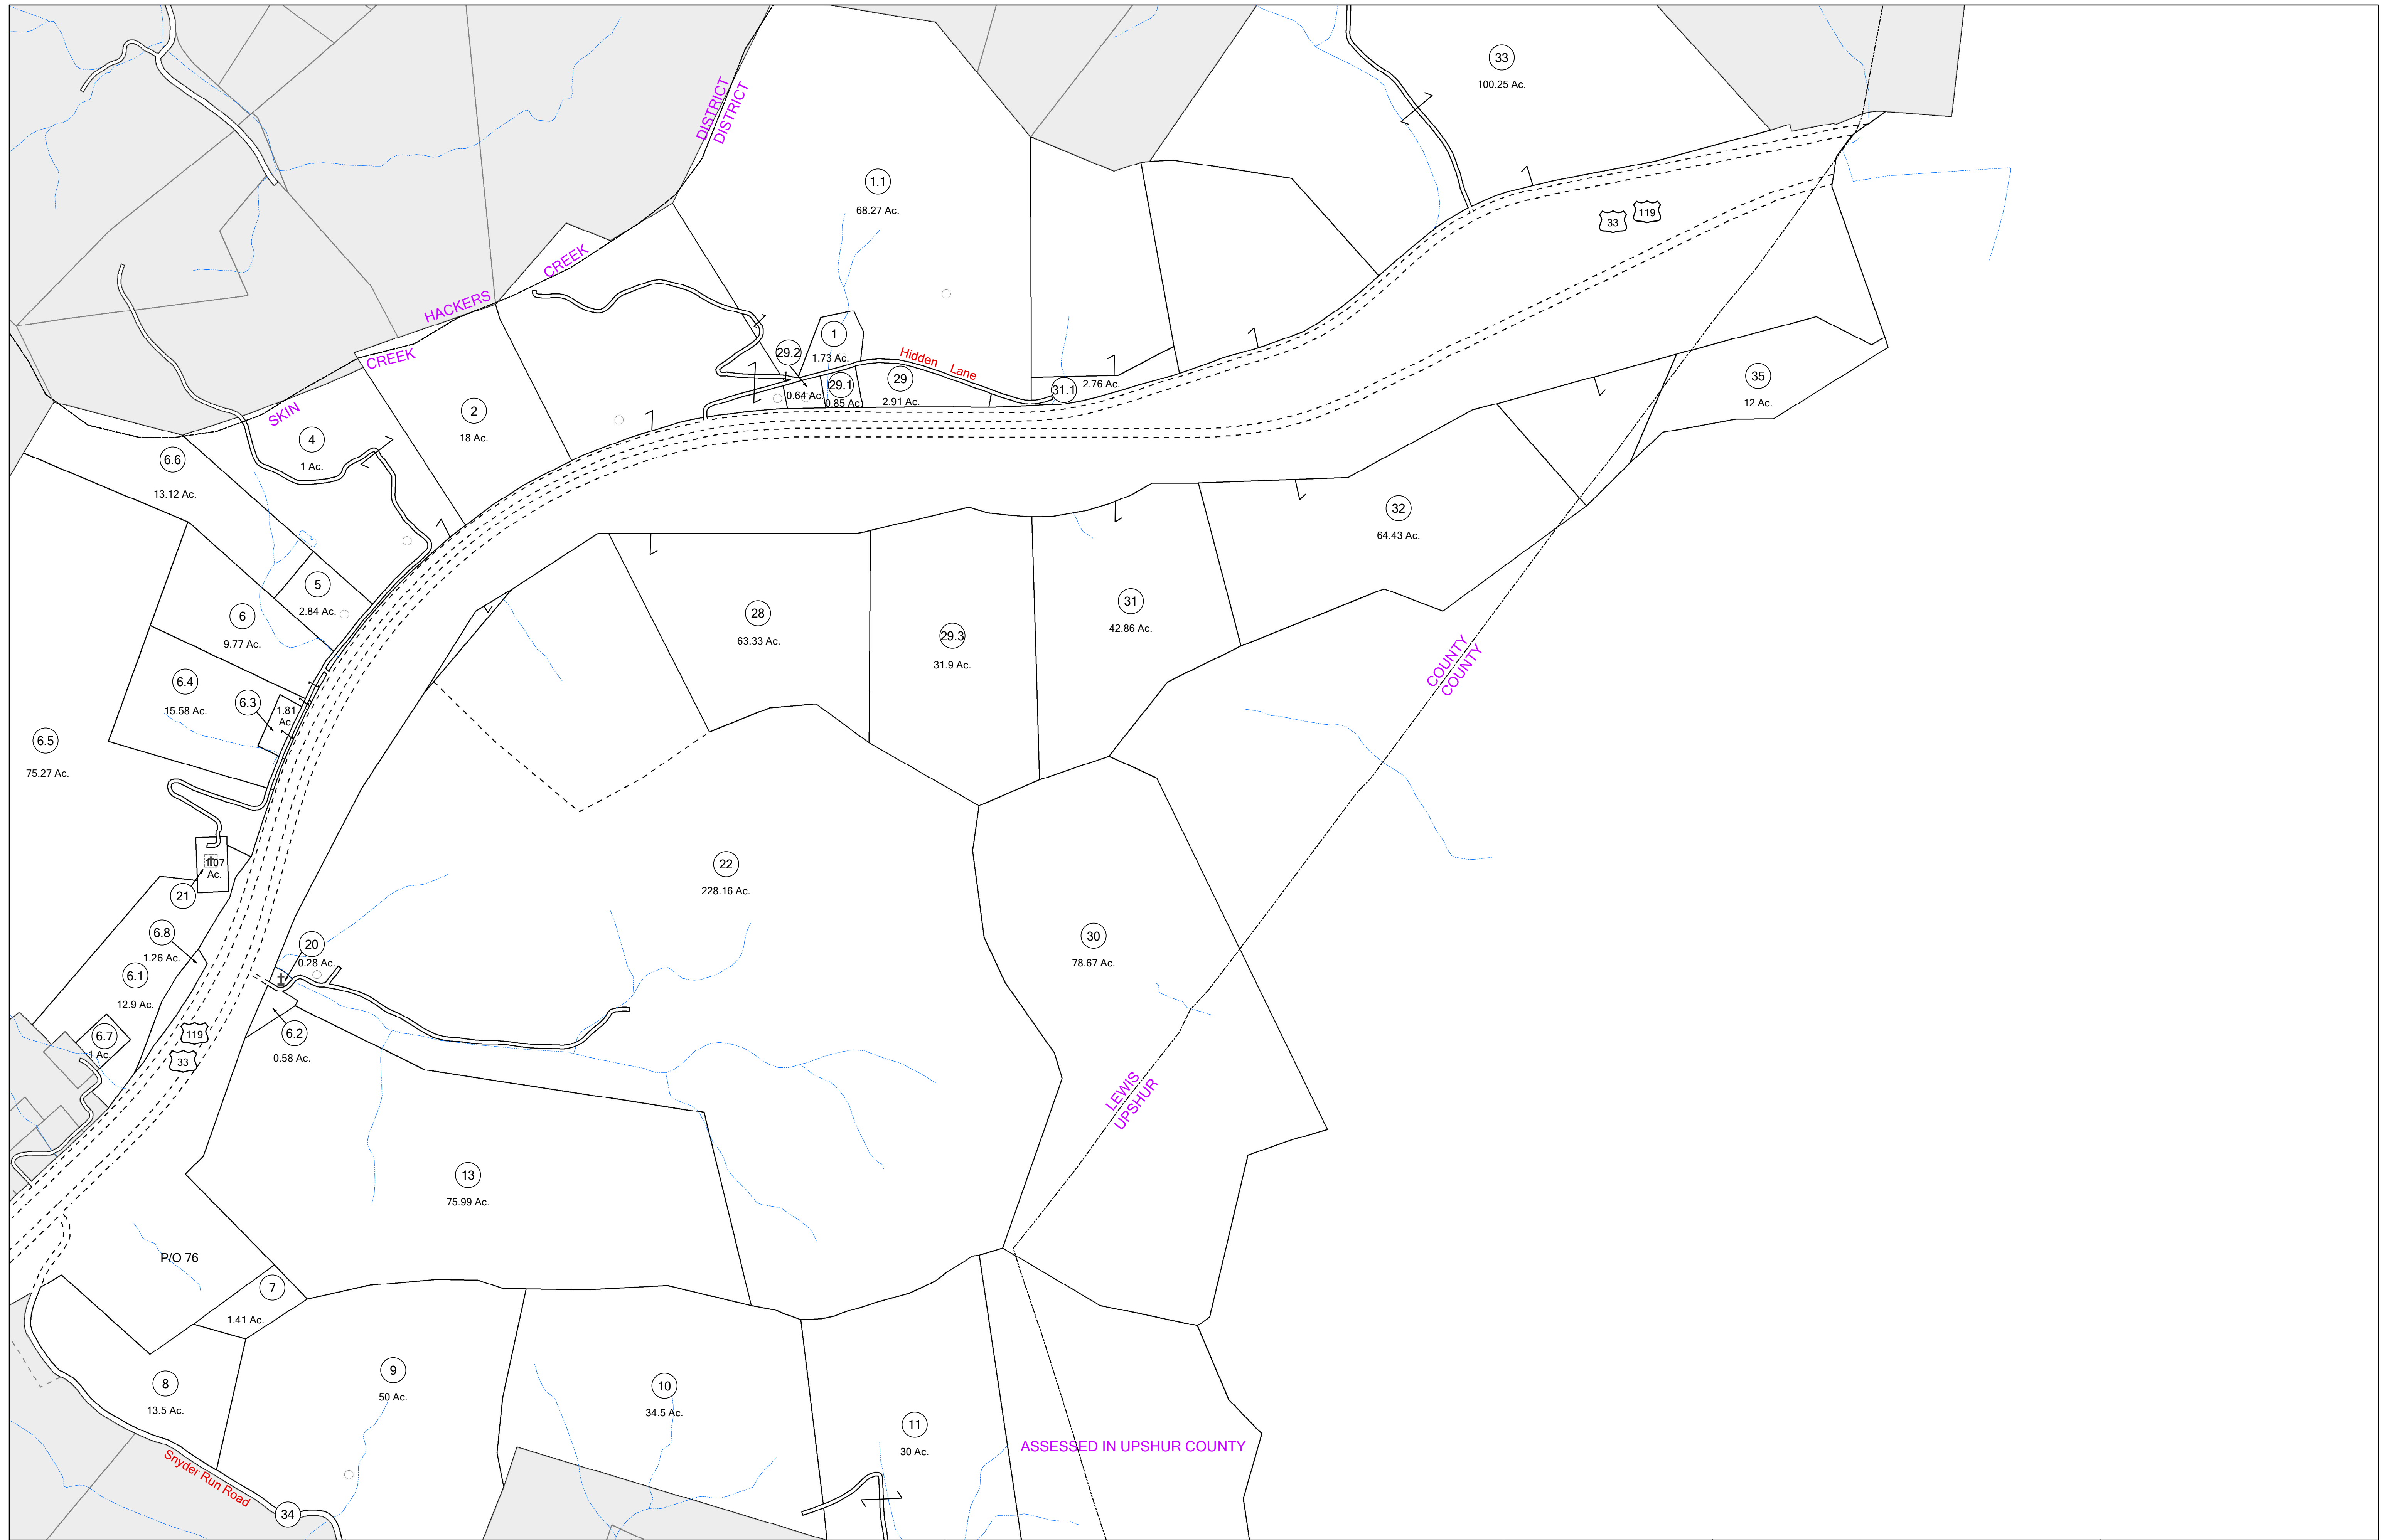 33
100.25 Ac.
DISTRICT
DISTRICT
1.1
68.27 Ac.
33
119
CREEK
HACKERS
CREEK
SKIN
1
1.73 Ac.
29.2
0.64 Ac.
29.1
0.85 Ac.
29
2.91 Ac.
Hidden Lane
31.1
2.76 Ac.
35
12 Ac.
2
18 Ac.
4
1 Ac.
6.6
13.12 Ac.
32
64.43 Ac.
5
2.84 Ac.
6
9.77 Ac.
28
63.33 Ac.
29.3
31.9 Ac.
31
42.86 Ac.
COUNTY
COUNTY
6.4
15.58 Ac.
6.3
1.81
Ac.
6.5
75.27 Ac.
1.07
Ac.
21
22
228.16 Ac.
6.8
1.26 Ac.
20
0.28 Ac.
30
78.67 Ac.
6.1
12.9 Ac.
6.7
1 Ac.
119
33
6.2
0.58 Ac.
LEWIS
UPSHUR
13
75.99 Ac.
P/O 76
7
1.41 Ac.
8
13.5 Ac.
9
50 Ac.
10
34.5 Ac.
11
30 Ac.
ASSESSED IN UPSHUR COUNTY
Snyder Run Road
34